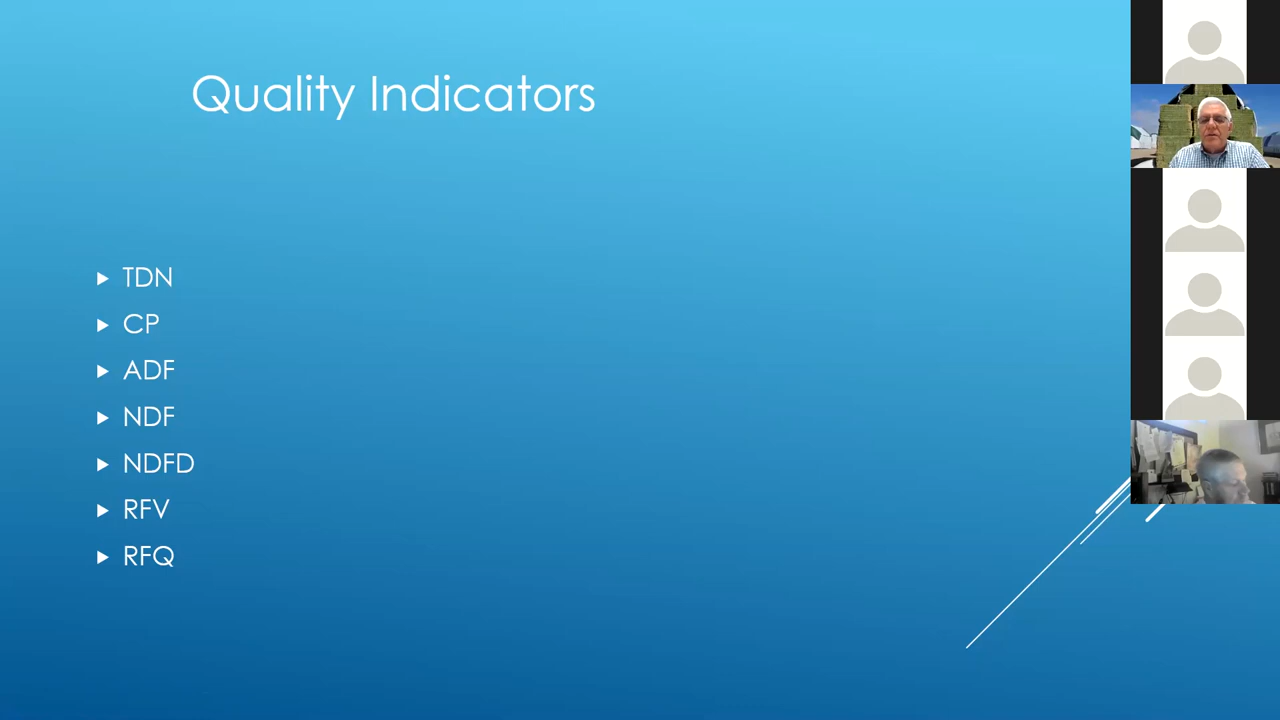 Quality Indicators
TDN
CP
ADF
NDF
NDFD
RFV
RFQ